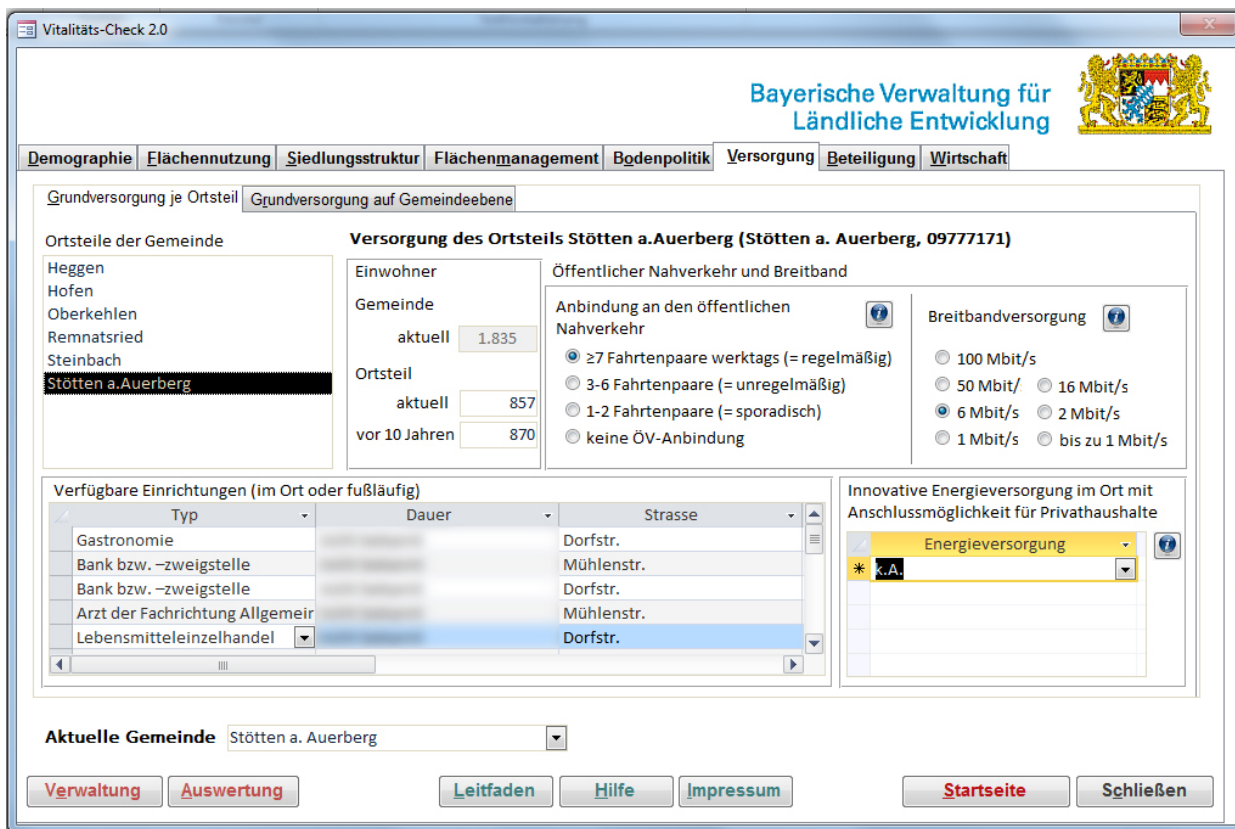 Vitalitäts-Check 2.0
Bayerische Verwaltung für
Ländliche Entwicklung
Demographie Flächennutzung Siedlungsstruktur Flächenmanagement Bodenpolitik Versorgung Beteiligung Wirtschaft
Grundversorgung je Ortsteil Grundversorgung auf Gemeindeebene
Ortsteile der Gemeinde
Heggen
Hofen
Oberkehlen
Remnatsried
Steinbach
Stötten a.Auerberg
Versorgung des Ortsteils Stötten a.Auerberg (Stötten a. Auerberg, 09777171)
Einwohner
Gemeinde
aktuell 1.835
Ortsteil
aktuell 857
vor 10 Jahren 870
Öffentlicher Nahverkehr und Breitband
Anbindung an den öffentlichen
Nahverkehr
≥7 Fahrtenpaare werktags (= regelmäßig)
3-6 Fahrtenpaare (= unregelmäßig)
1-2 Fahrtenpaare (= sporadisch)
keine ÖV-Anbindung
Breitbandversorgung
100 Mbit/s
50 Mbit/ 16 Mbit/s
6 Mbit/s 2 Mbit/s
1 Mbit/s bis zu 1 Mbit/s
Verfügbare Einrichtungen (im Ort oder fußläufig)
Typ Dauer Strasse
Gastronomie Dorfstr.
Bank bzw. –zweigstelle Mühlenstr.
Bank bzw. –zweigstelle Dorfstr.
Arzt der Fachrichtung Allgemeir Mühlenstr.
Lebensmitteleinzelhandel Dorfstr.
Innovative Energieversorgung im Ort mit
Anschlussmöglichkeit für Privathaushalte
Energieversorgung
k.A.
Aktuelle Gemeinde Stötten a. Auerberg
Verwaltung Auswertung Leitfaden Hilfe Impressum Startseite Schließen